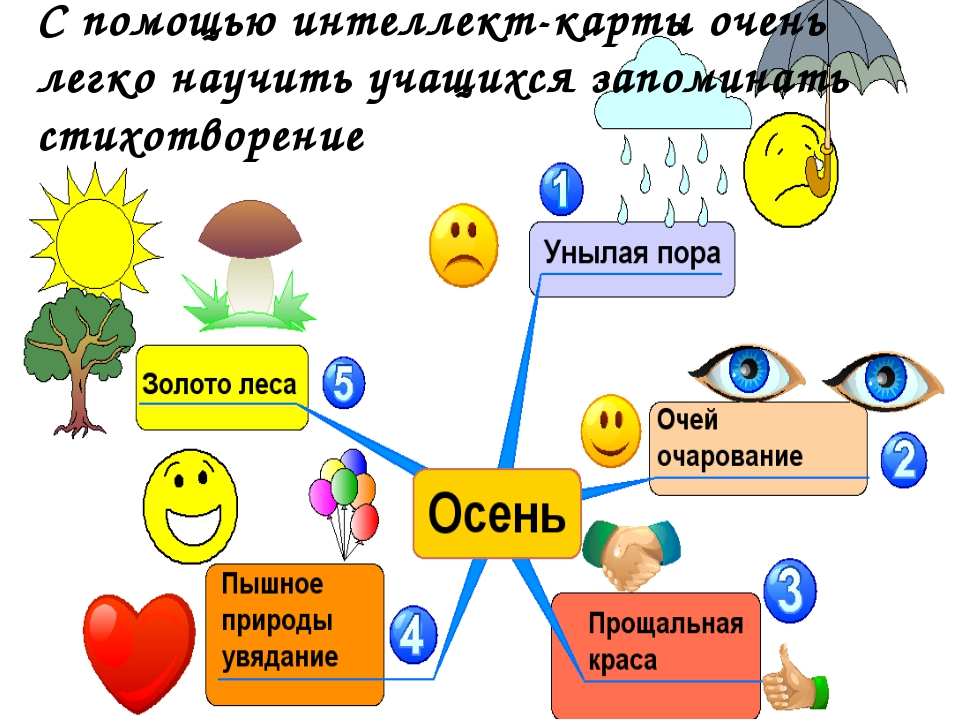 С помощью интеллект-карты очень
легко научить учащихся запоминать
стихотворение
1
Унылая пора
Очей
очарование
2
3
Прощальная
краса
4
Пышное
природы
увядание
5
Золото леса
Осень